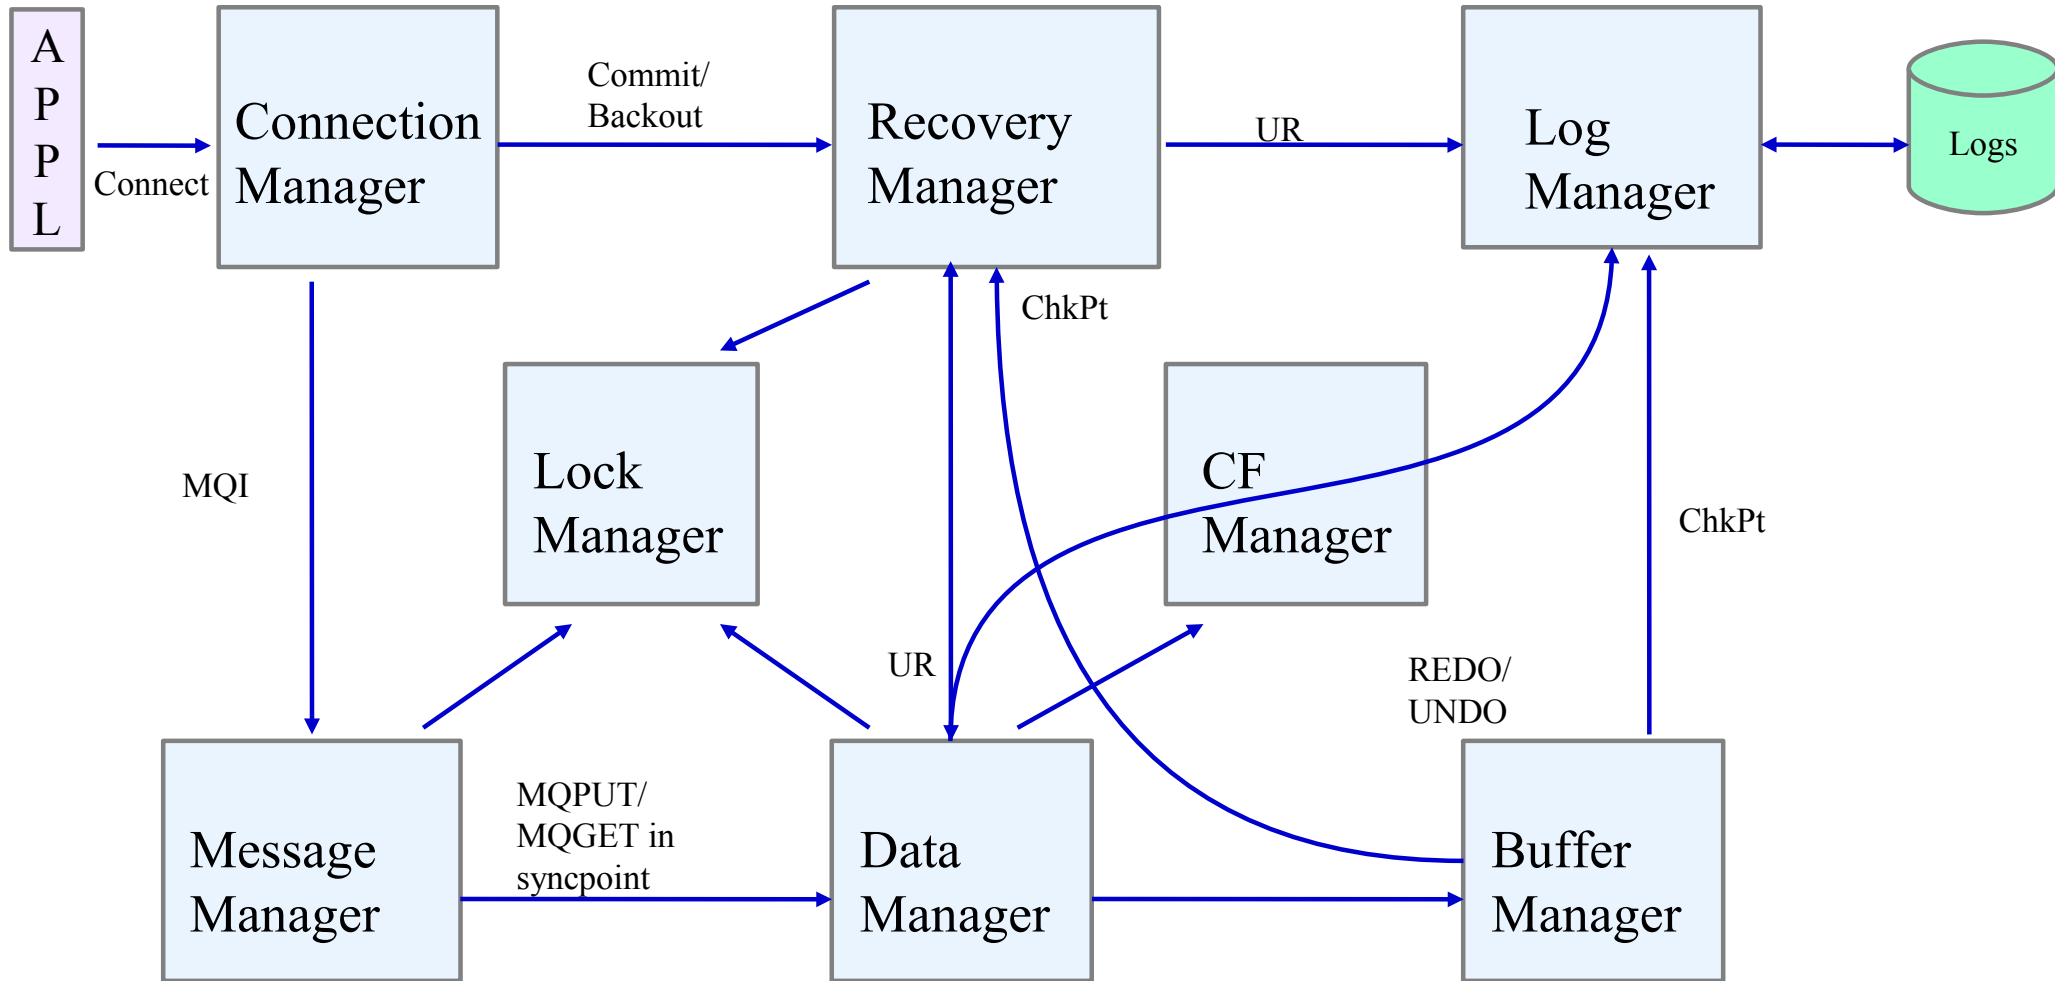 A
P
P
L
Connect
Connection
Manager
Commit/
Backout
Recovery
Manager
UR
Log
Manager
Logs
ChkPt
MQI
Lock
Manager
CF
Manager
ChkPt
UR
REDO/
UNDO
Message
Manager
MQPUT/
MQGET in
syncpoint
Data
Manager
Buffer
Manager